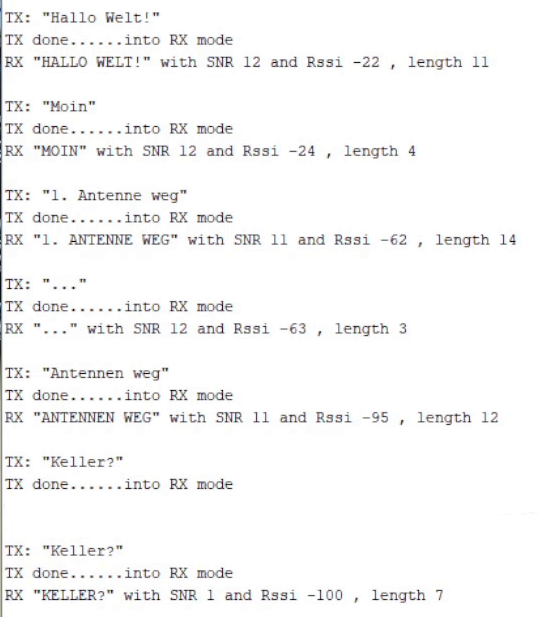 TX: "Hallo Welt!"
TX done......into RX mode
RX "HALLO WELT!" with SNR 12 and Rssi -22 , length 11
TX: "Moin"
TX done......into RX mode
RX "MOIN" with SNR 12 and Rssi -24 , length 4
TX: "1. Antenne weg"
TX done......into RX mode
RX "1. ANTENNE WEG" with SNR 11 and Rssi -62 , length 14
TX: "..."
TX done......into RX mode
RX "..." with SNR 12 and Rssi -63 , length 3
TX: "Antennen weg"
TX done......into RX mode
RX "ANTENNEN WEG" with SNR 11 and Rssi -95 , length 12
TX: "Keller?"
TX done......into RX mode
TX: "Keller?"
TX done......into RX mode
RX "KELLER?" with SNR 1 and Rssi -100 , length 7